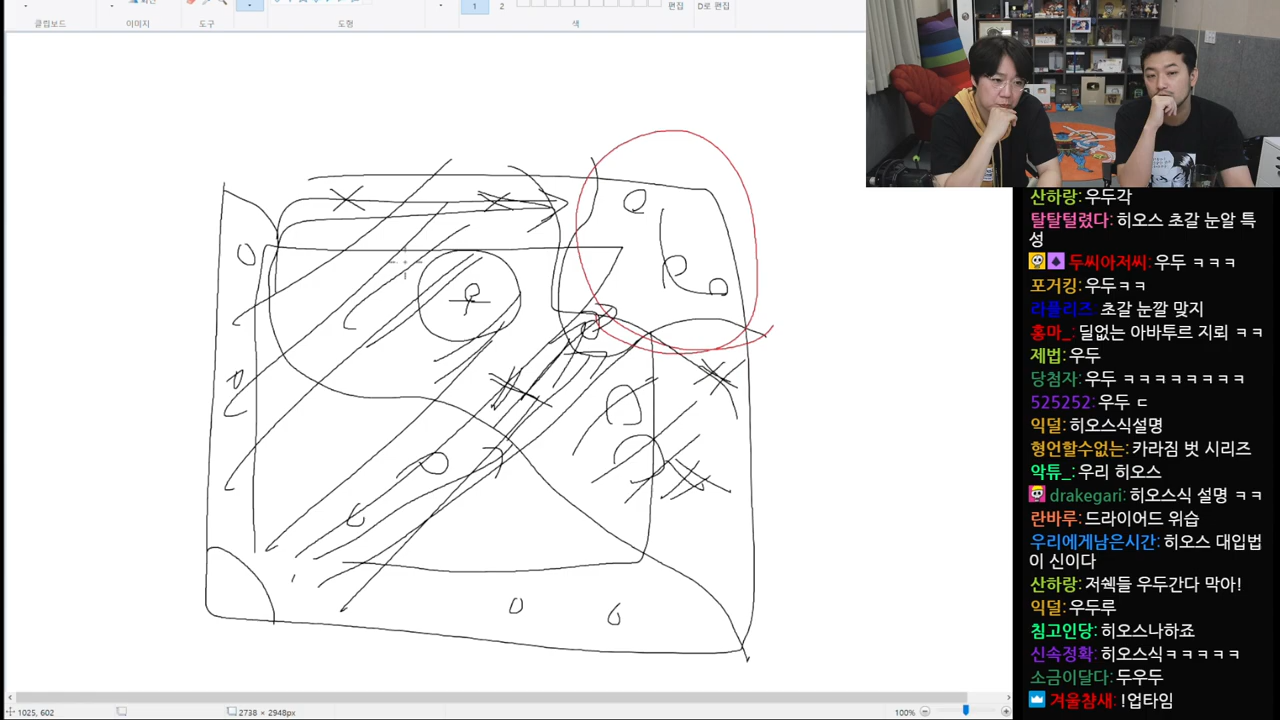 회전
1
2
편집
D로 편집
클립보드
이미지
도구
도형
색
산하랑: 우두각
탈탈털렸다: 히오스 초갈 눈알 특
성
두씨아저씨: 우두 ㅋㅋㅋ
포거킹: 우두ㅋㅋ
라플리즈: 초갈 눈깔 맞지
홍마_: 딜없는 아바투르 지뢰 ㅋㅋ
제법: 우두
당첨자: 우두 ㅋㅋㅋㅋㅋㅋㅋㅋ
525252: 우두 ㄷ
익덜: 히오스식설명
형언할수없는: 카라짐 벗 시리즈
악튜_: 우리 히오스
drakegari: 히오스식 설명 ㅋㅋ
란바루: 드라이어드 위습
우리에게남은시간: 히오스 대입법
이 신이다
산하랑: 저쉑들 우두간다 막아!
익덜: 우두루
침고인당: 히오스나하죠
신속정확: 히오스식ㅋㅋㅋㅋㅋ
소금이달다: 두우두
겨울챰새: !업타임
1025, 602
2738 × 2948px
100%